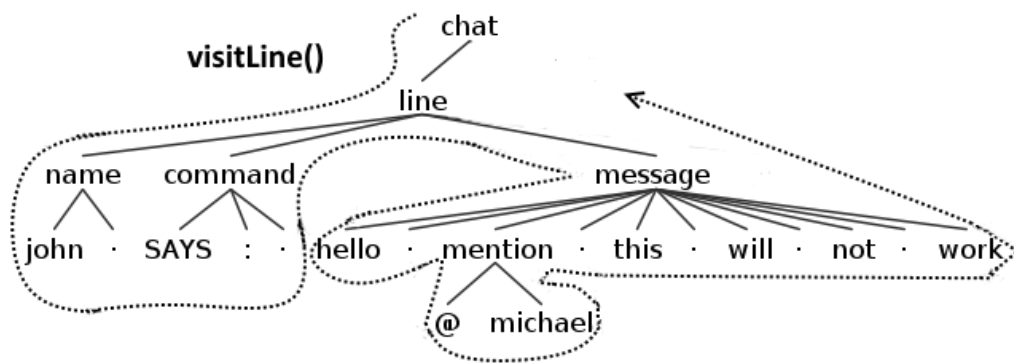 chat
visitLine()
line
name command message
john · SAYS : · hello · mention · this · will · not · work
@ michael